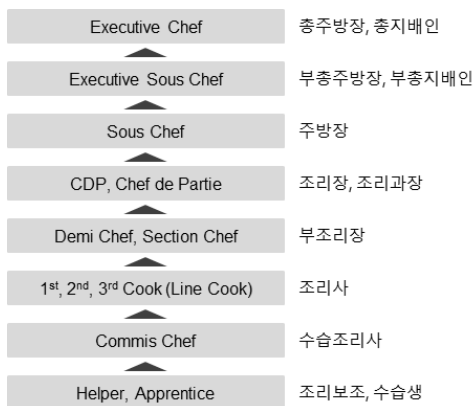 Executive Chef 총주방장, 총지배인
Executive Sous Chef 부총주방장, 부총지배인
Sous Chef 주방장
CDP, Chef de Partie 조리장, 조리과장
Demi Chef, Section Chef 부조리장
1st, 2nd, 3rd Cook (Line Cook) 조리사
Commis Chef 수습조리사
Helper, Apprentice 조리보조, 수습생